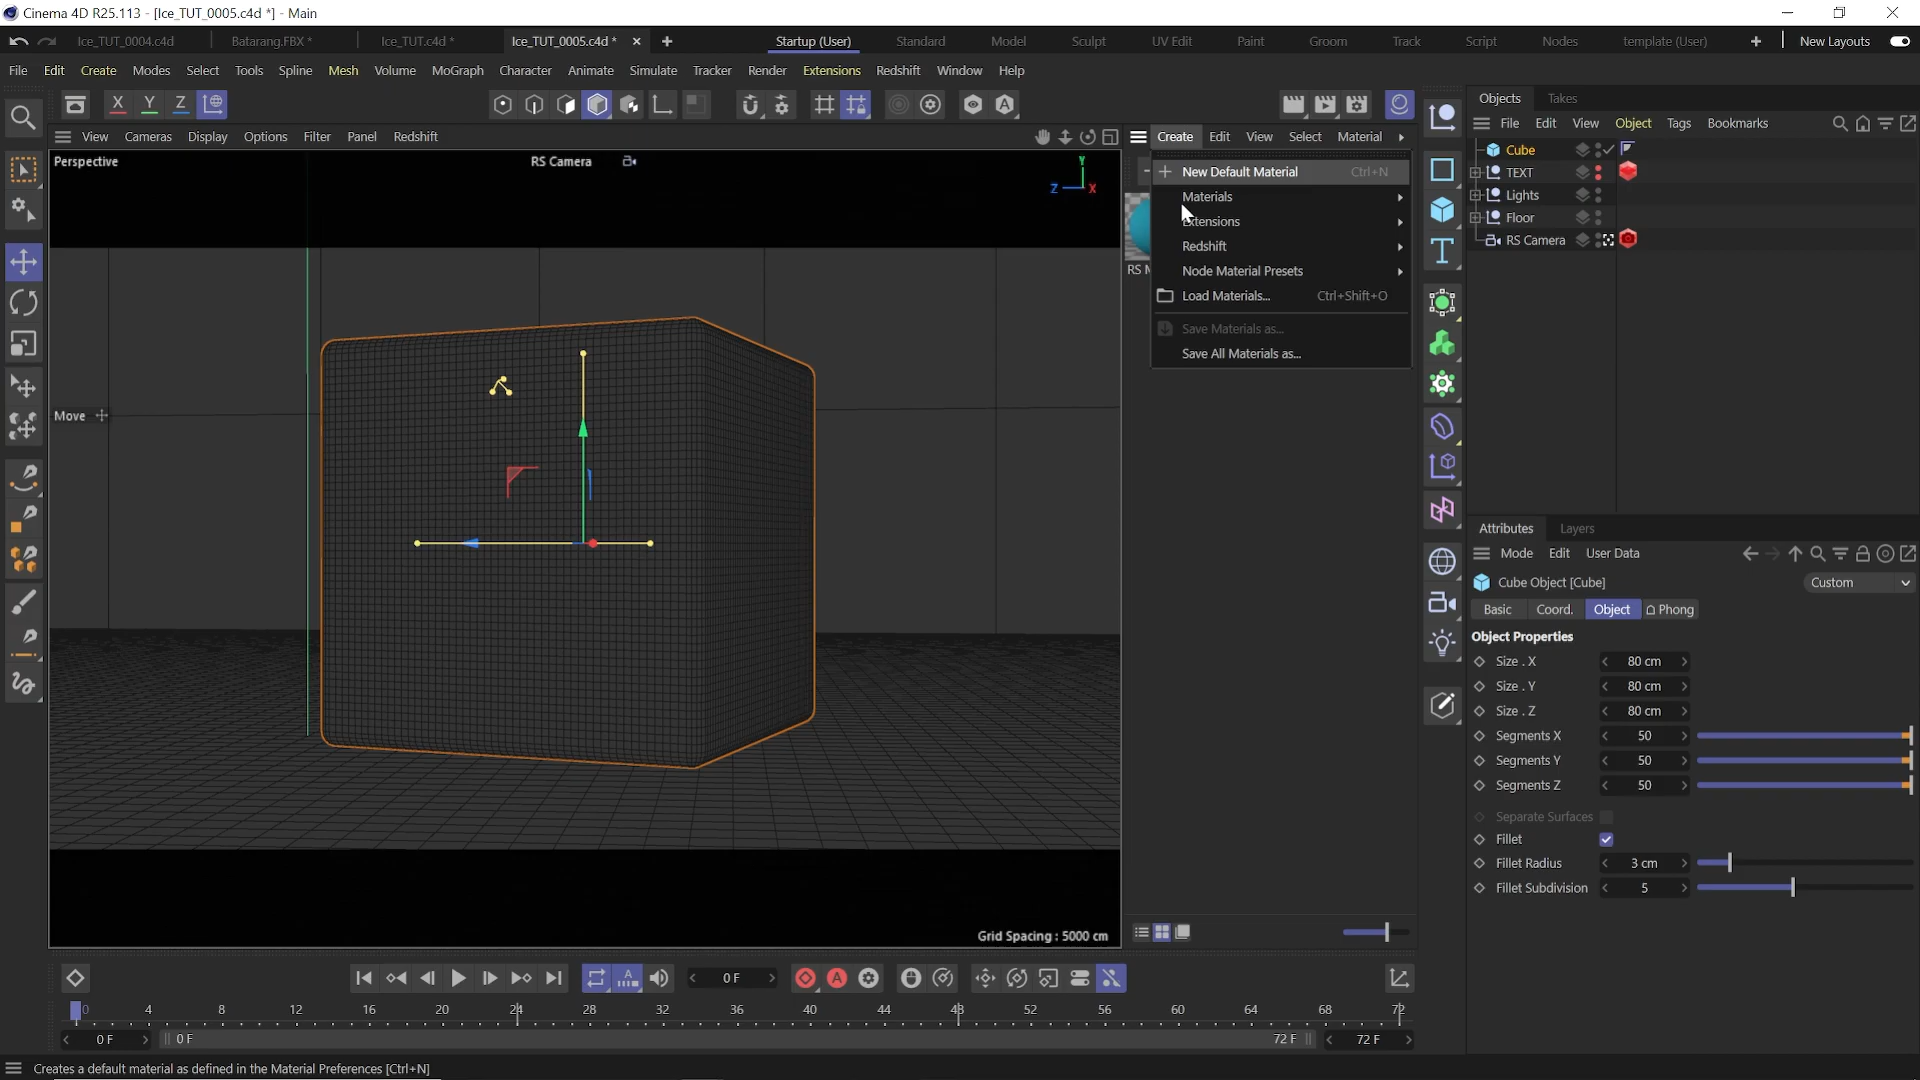 Cinema 4D R25.113 - [Ice_TUT_0005.c4d *] - Main
Ice_TUT_0004.c4d Batarang.FBX * Ice_TUT.c4d * Ice_TUT_0005.c4d * Startup (User) Standard Model Sculpt UV Edit Paint Groom Track Script Nodes template (User) New Layouts
File Edit Create Modes Select Tools Spline Mesh Volume MoGraph Character Animate Simulate Tracker Render Extensions Redshift Window Help
X Y Z
View Cameras Display Options Filter Panel Redshift
Perspective
RS Camera
Y
Z X
Move
Grid Spacing : 5000 cm
Create Edit View Select Material
New Default Material Ctrl+N
Materials
Extensions
Redshift
Node Material Presets
Load Materials... Ctrl+Shift+O
Save Materials as...
Save All Materials as...
RS M
Objects Takes
File Edit View Object Tags Bookmarks
Cube
TEXT
Lights
Floor
RS Camera
Attributes Layers
Mode Edit User Data
Cube Object [Cube] Custom
Basic Coord. Object Phong
Object Properties
Size . X 80 cm
Size . Y 80 cm
Size . Z 80 cm
Segments X 50
Segments Y 50
Segments Z 50
Separate Surfaces
Fillet
Fillet Radius 3 cm
Fillet Subdivision 5
0 F
0 4 8 12 16 20 24 28 32 36 40 44 48 52 56 60 64 68 72
0 F 0 F 72 F 72 F
Creates a default material as defined in the Material Preferences [Ctrl+N]